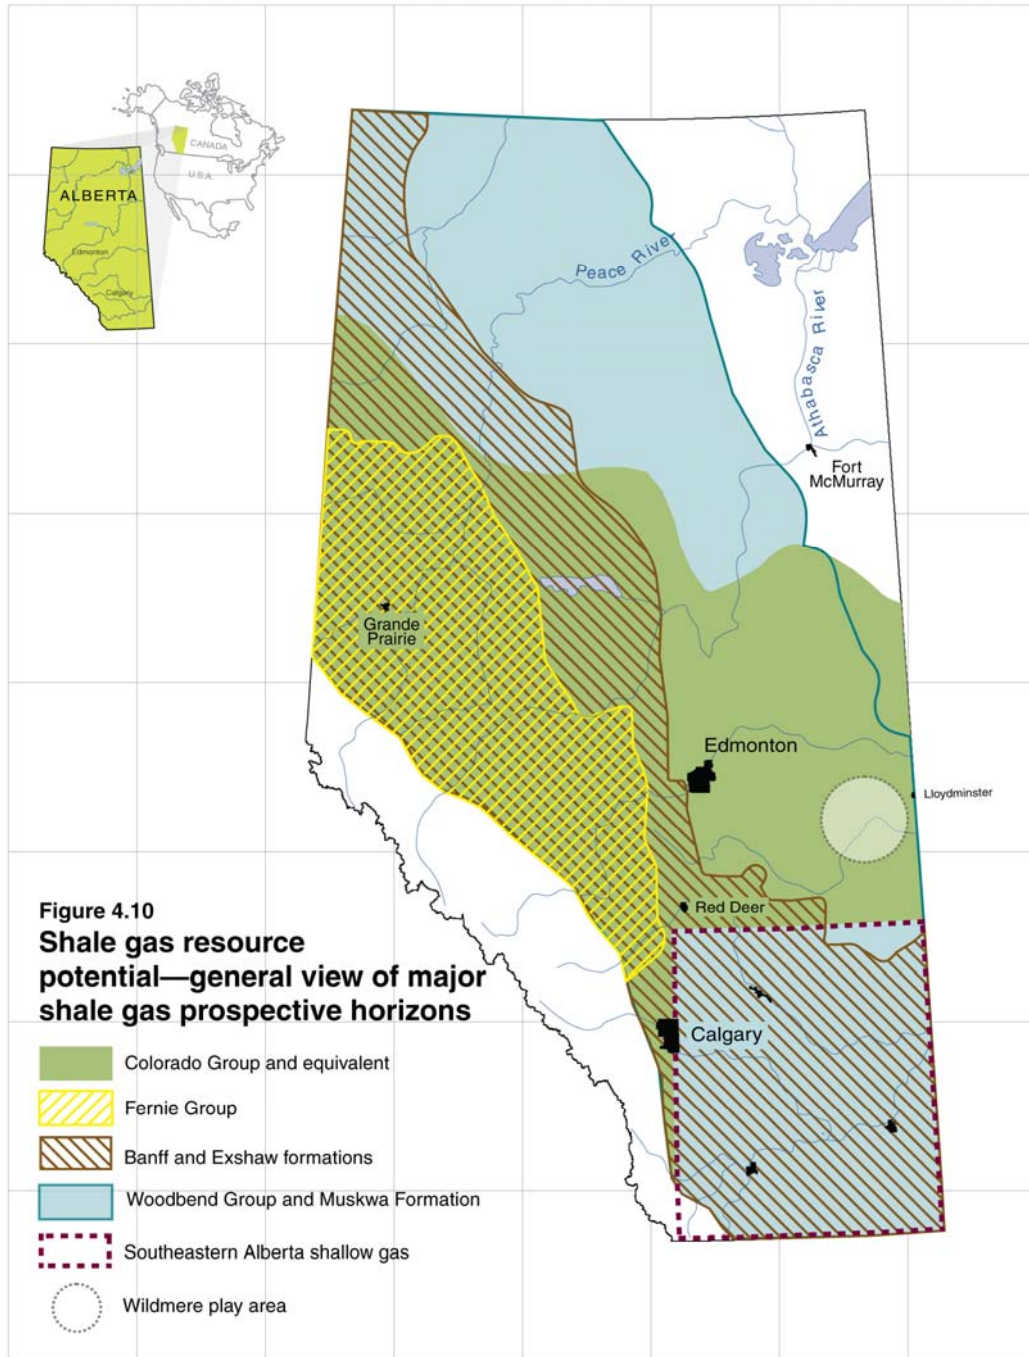 CANADA
U.S.A.
ALBERTA
Edmonton
Calgary
Peace River
Athabasca River
Fort
McMurray
Grande
Prairie
Edmonton
Lloydminster
Red Deer
Calgary
Figure 4.10
Shale gas resource
potential—general view of major
shale gas prospective horizons
Colorado Group and equivalent
Fernie Group
Banff and Exshaw formations
Woodbend Group and Muskwa Formation
Southeastern Alberta shallow gas
Wildmere play area